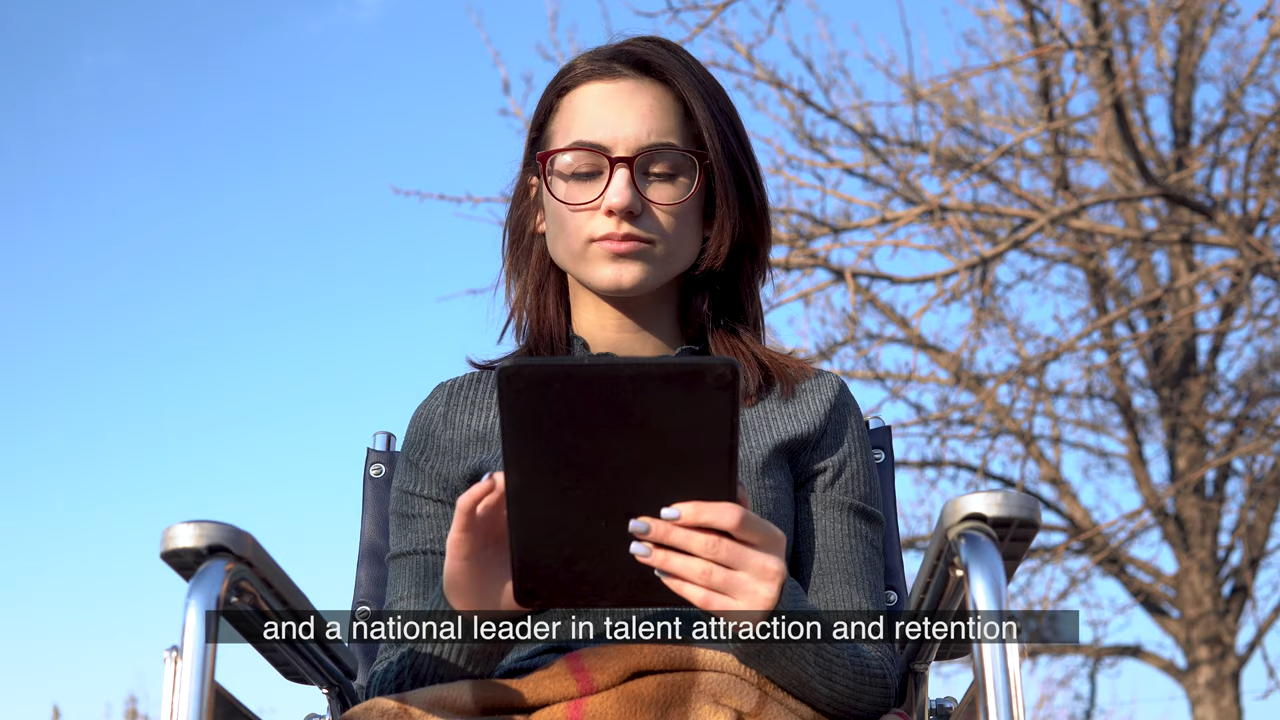 and a national leader in talent attraction and retention